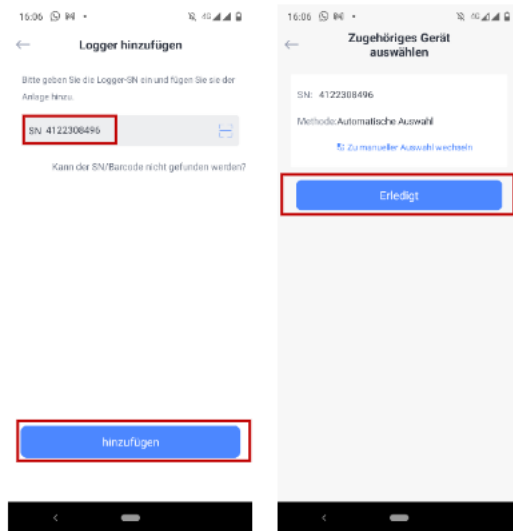 16:06
4G
Logger hinzufügen
Bitte geben Sie die Logger-SN ein und fügen Sie sie der
Anlage hinzu.
SN 4122308496
Kann der SN/Barcode nicht gefunden werden?
hinzufügen
16:06
4G
Zugehöriges Gerät
auswählen
SN: 4122308496
Methode:Automatische Auswahl
Zu manueller Auswahl wechseln
Erledigt